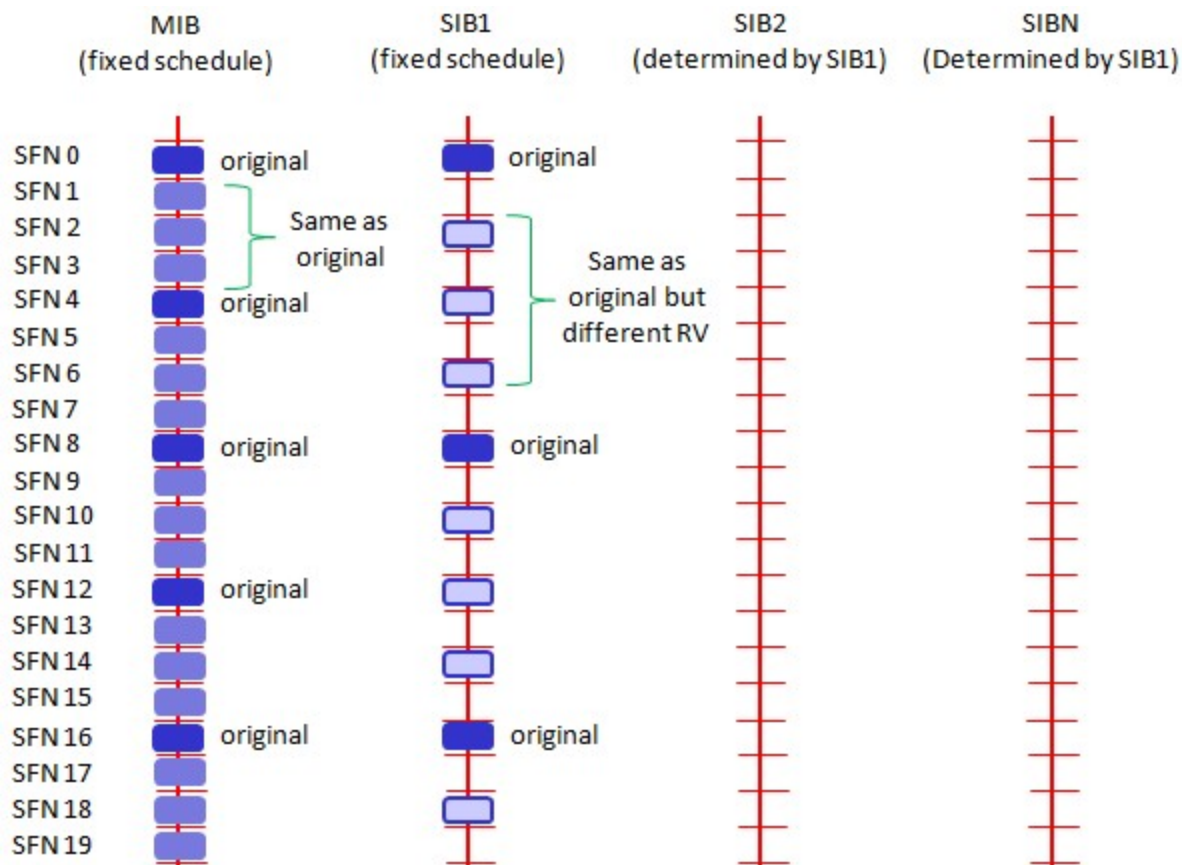 MIB
(fixed schedule)
SIB1
(fixed schedule)
SIB2
(determined by SIB1)
SIBN
(Determined by SIB1)
SFN 0
original
original
SFN 1
SFN 2
SFN 3
Same as
original
SFN 4
original
Same as
original but
different RV
SFN 5
SFN 6
SFN 7
SFN 8
original
original
SFN 9
SFN 10
SFN 11
SFN 12
original
SFN 13
SFN 14
SFN 15
SFN 16
original
original
SFN 17
SFN 18
SFN 19